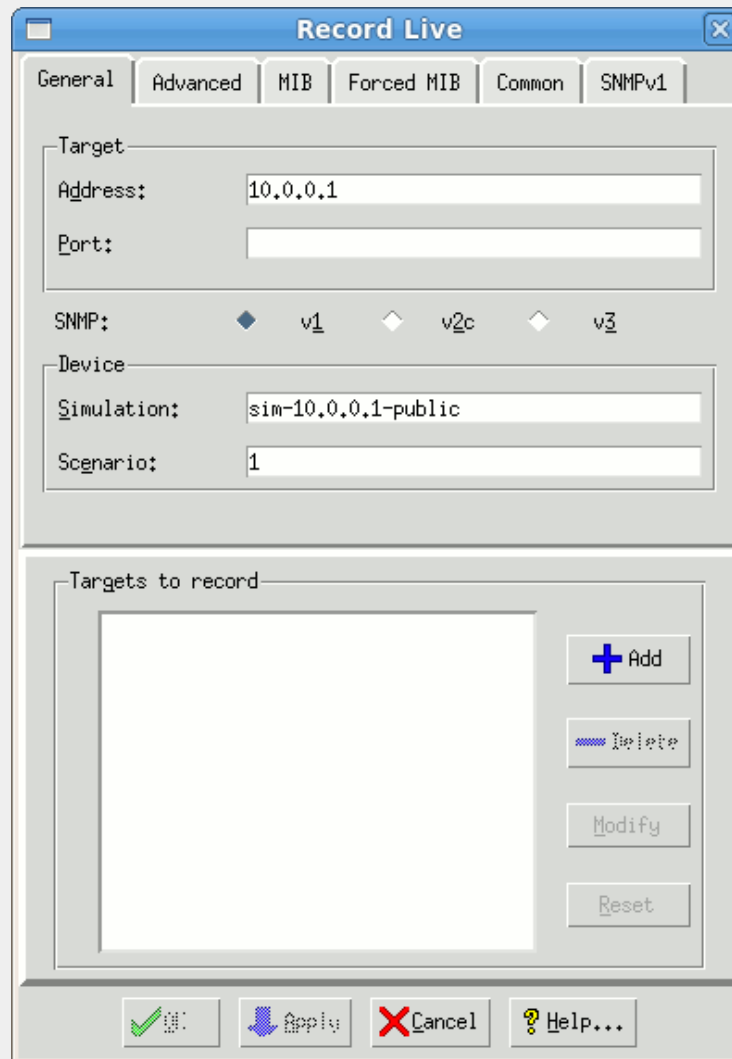 Record Live
General Advanced MIB Forced MIB Common SNMPv1
Target
Address: 10.0.0.1
Port:
SNMP: v1 v2c v3
Device
Simulation: sim-10.0.0.1-public
Scenario: 1
Targets to record
Add
Delete
Modify
Reset
OK Apply Cancel Help...